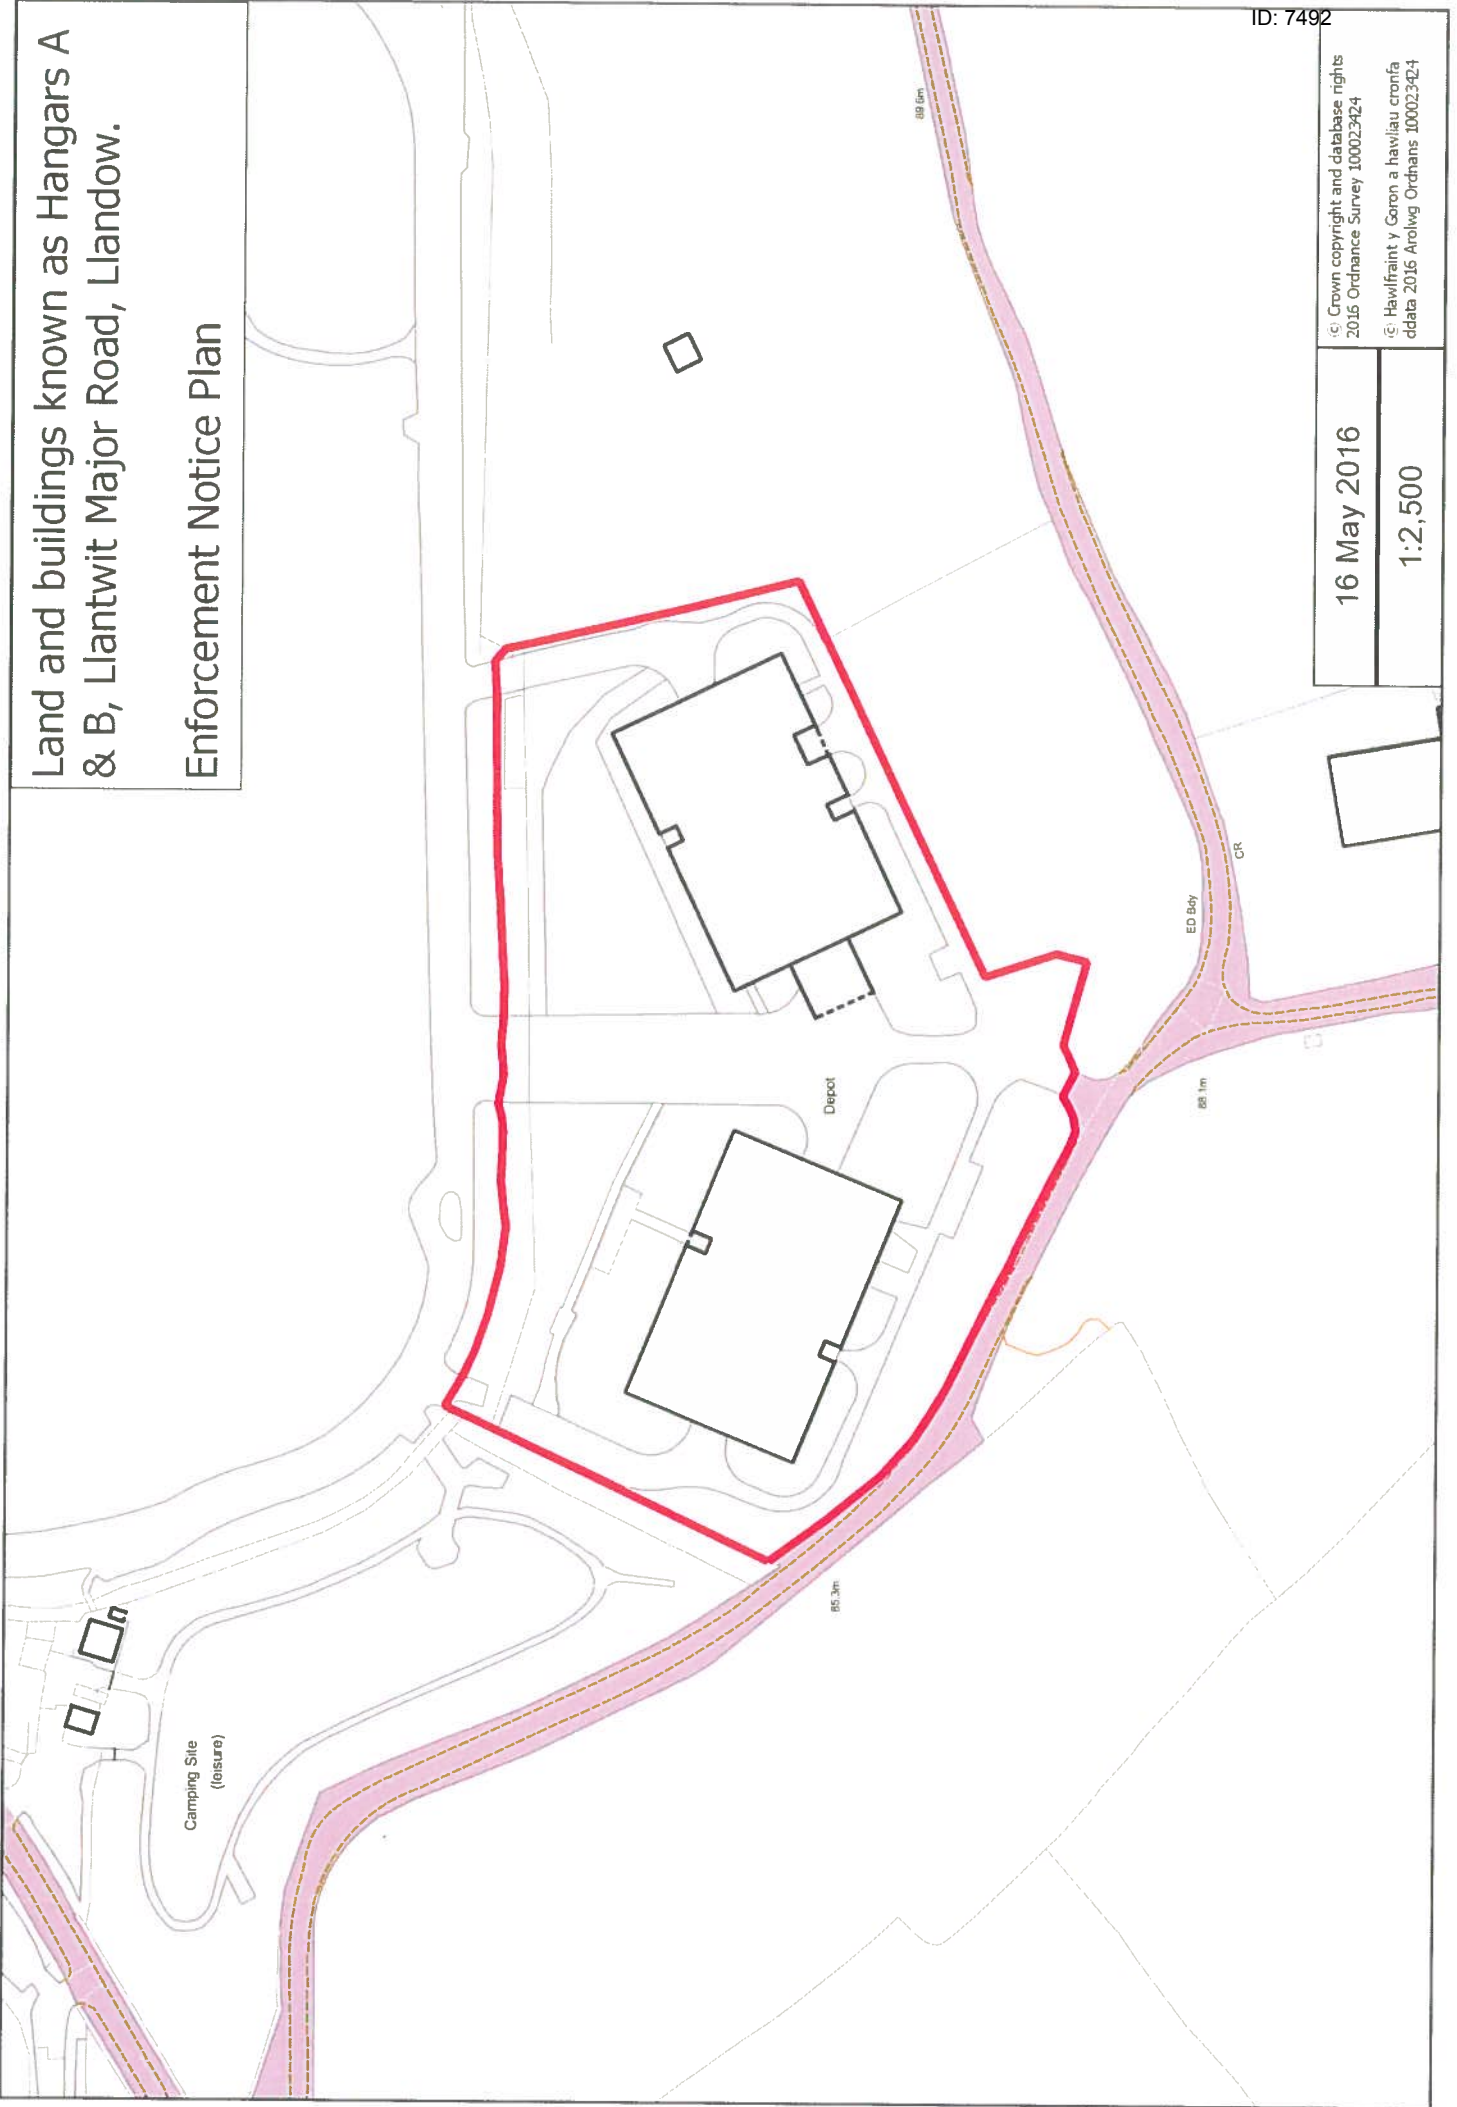 ID: 7492
Land and buildings known as Hangars A
& B, Llantwit Major Road, Llandow.
Enforcement Notice Plan
89.6m
Depot
ED Bdy
CR
88.1m
85.3m
Camping Site
(leisure)
16 May 2016
1:2,500
(c) Crown copyright and database rights
2016 Ordnance Survey 100023424
(c) Hawlfraint y Goron a hawliau cronfa
ddata 2016 Arolwg Ordnans 100023424